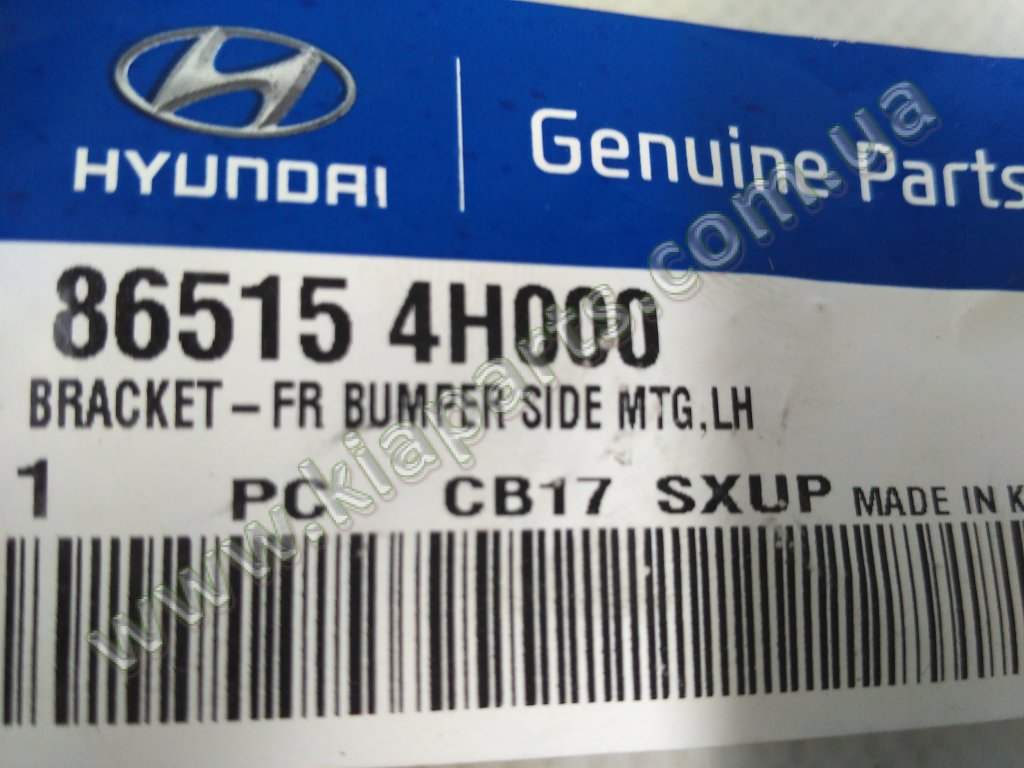 HYUNDAI
Genuine Parts
86515 4H000
BRACKET - FR BUMPER SIDE MTG,LH
1 PC CB17 SXUP MADE IN K
www.kiaparts.com.ua